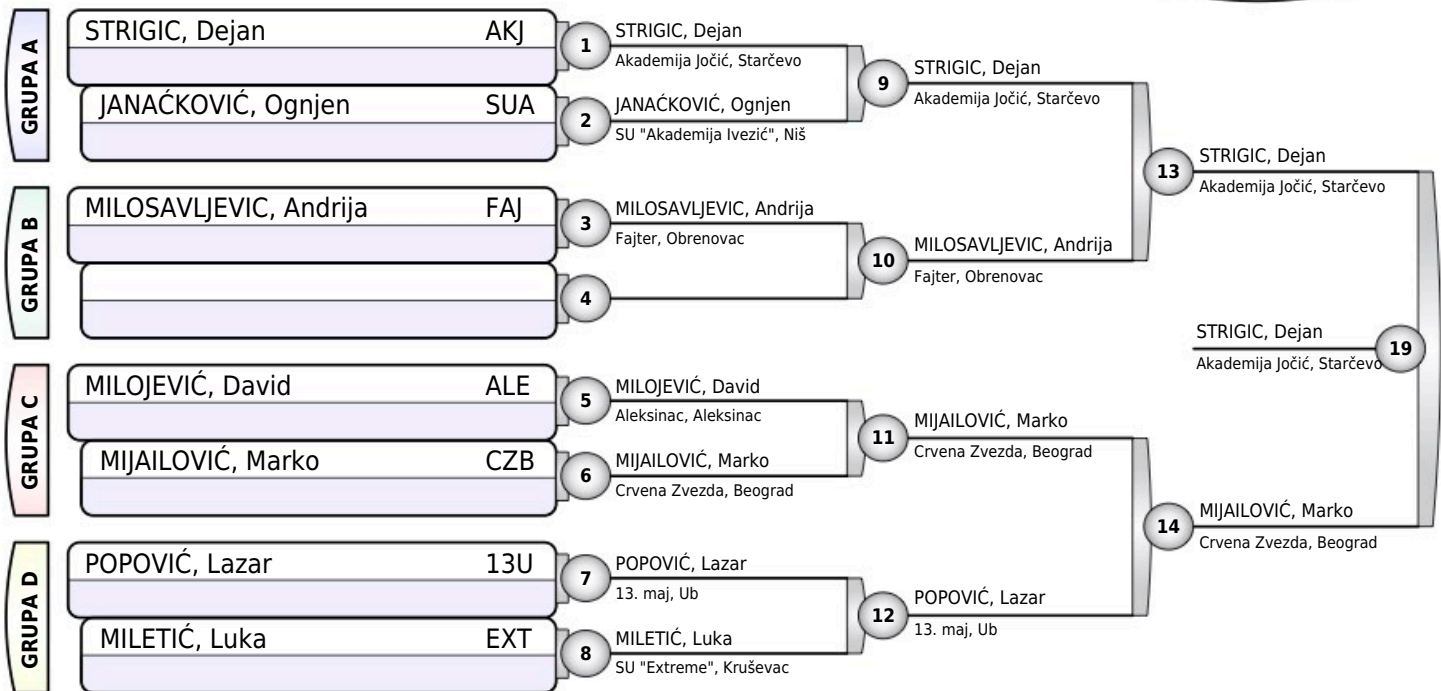 GRUPA A
STRIGIC, Dejan AKJ
JANAĆKOVIĆ, Ognjen SUA
1
STRIGIC, Dejan
Akademija Jočić, Starčevo
2
JANAĆKOVIĆ, Ognjen
SU "Akademija Ivezić", Niš
9
STRIGIC, Dejan
Akademija Jočić, Starčevo
GRUPA B
MILOSAVLJEVIC, Andrija FAJ
3
MILOSAVLJEVIC, Andrija
Fajter, Obrenovac
4
10
MILOSAVLJEVIC, Andrija
Fajter, Obrenovac
13
STRIGIC, Dejan
Akademija Jočić, Starčevo
GRUPA C
MILOJEVIĆ, David ALE
MIJAILOVIĆ, Marko CZB
5
MILOJEVIĆ, David
Aleksinac, Aleksinac
6
MIJAILOVIĆ, Marko
Crvena Zvezda, Beograd
11
MIJAILOVIĆ, Marko
Crvena Zvezda, Beograd
GRUPA D
POPOVIĆ, Lazar 13U
MILETIĆ, Luka EXT
7
POPOVIĆ, Lazar
13. maj, Ub
8
MILETIĆ, Luka
SU "Extreme", Kruševac
12
POPOVIĆ, Lazar
13. maj, Ub
14
MIJAILOVIĆ, Marko
Crvena Zvezda, Beograd
STRIGIC, Dejan
Akademija Jočić, Starčevo
19